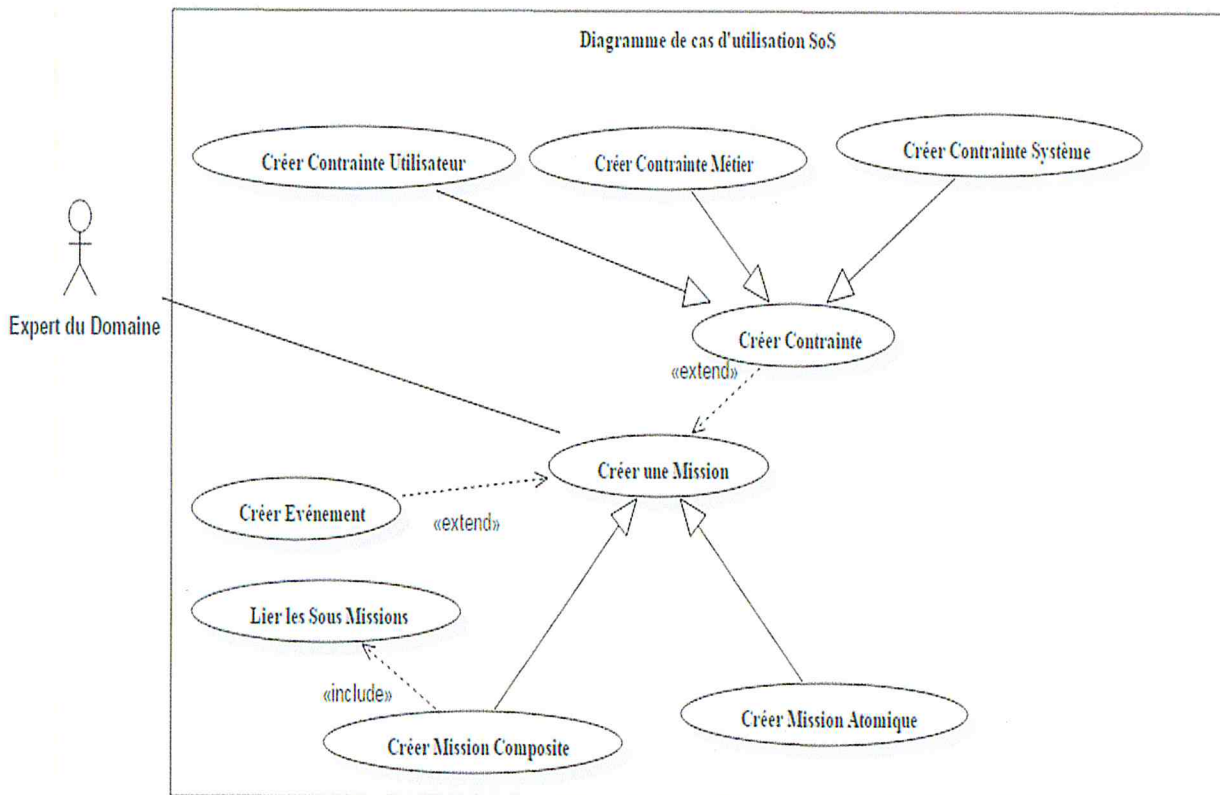 Diagramme de cas d'utilisation SoS
Créer Contrainte Utilisateur
Créer Contrainte Métier
Créer Contrainte Système
Expert du Domaine
Créer Contrainte
«extend»
Créer une Mission
Créer Evénement
«extend»
Lier les Sous Missions
«include»
Créer Mission Composite
Créer Mission Atomique